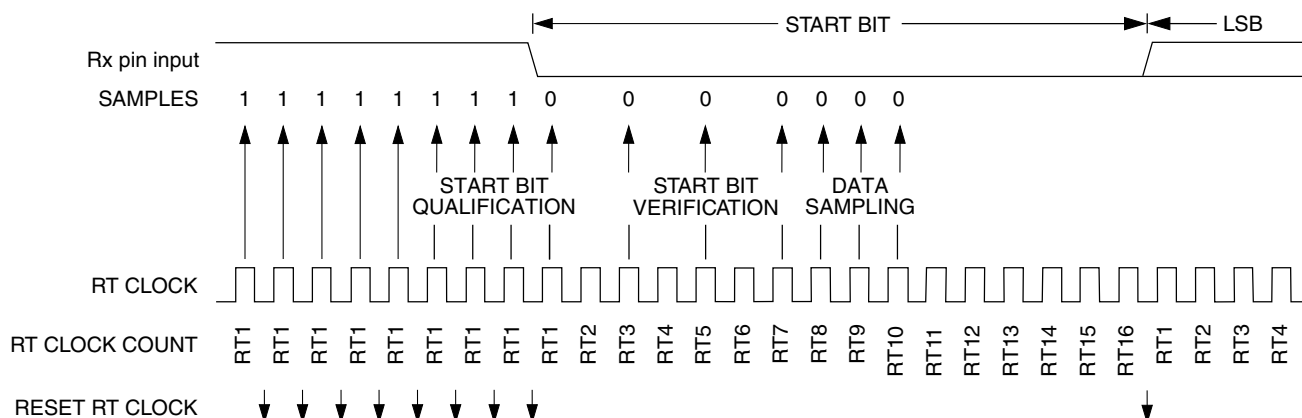 START BIT
LSB
Rx pin input
SAMPLES 1 1 1 1 1 1 1 1 0 0 0 0 0 0 0
START BIT QUALIFICATION
START BIT VERIFICATION
DATA SAMPLING
RT CLOCK
RT CLOCK COUNT RT1 RT1 RT1 RT1 RT1 RT1 RT1 RT1 RT1 RT2 RT3 RT4 RT5 RT6 RT7 RT8 RT9 RT10 RT11 RT12 RT13 RT14 RT15 RT16 RT1 RT2 RT3 RT4
RESET RT CLOCK